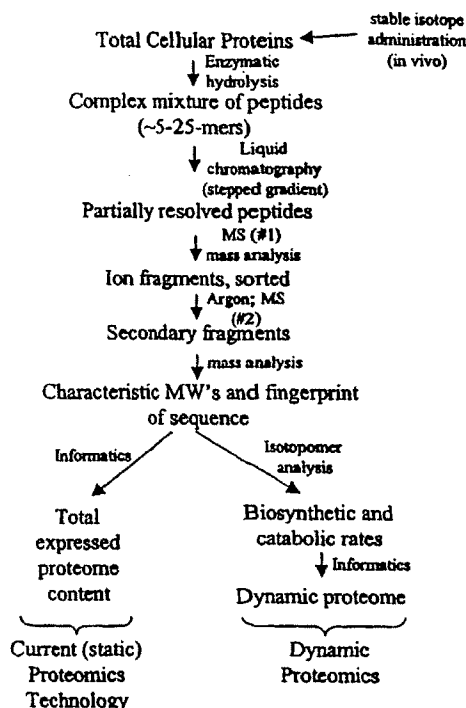 stable isotope
administration
(in vivo)
Total Cellular Proteins
Enzymatic
hydrolysis
Complex mixture of peptides
(~5-25-mers)
Liquid
chromatography
(stepped gradient)
Partially resolved peptides
MS (#1)
mass analysis
Ion fragments, sorted
Argon; MS
(#2)
Secondary fragments
mass analysis
Characteristic MW's and fingerprint
of sequence
Informatics
Isotopomer
analysis
Total
expressed
proteome
content
Biosynthetic and
catabolic rates
Informatics
Dynamic proteome
Current (static)
Proteomics
Technology
Dynamic
Proteomics